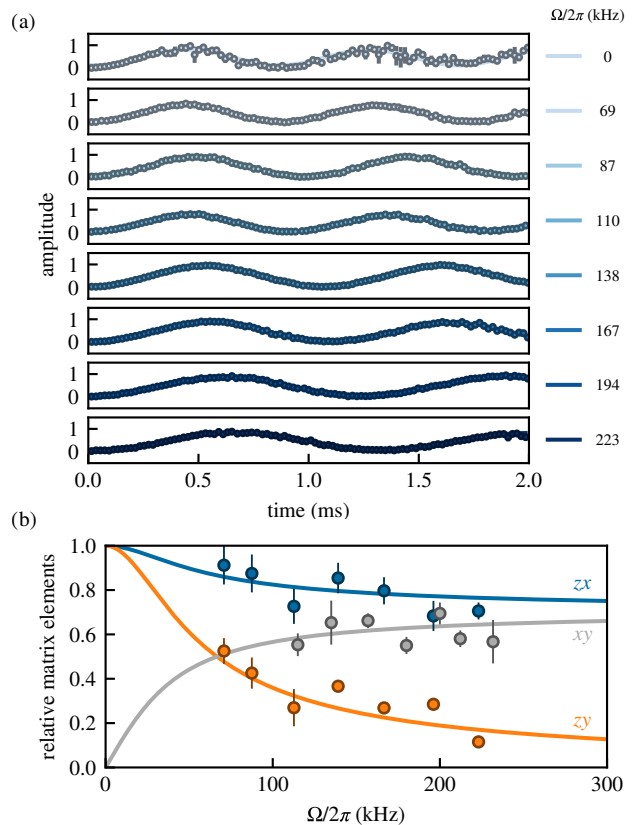 (a)
Ω/2π (kHz)
1
0
0
1
0
69
1
0
87
1
0
110
1
0
138
1
0
167
1
0
194
1
0
223
amplitude
0.0 0.5 1.0 1.5 2.0
time (ms)
(b)
relative matrix elements
1.0
0.8
0.6
0.4
0.2
0.0
zx
xy
zy
0 100 200 300
Ω/2π (kHz)